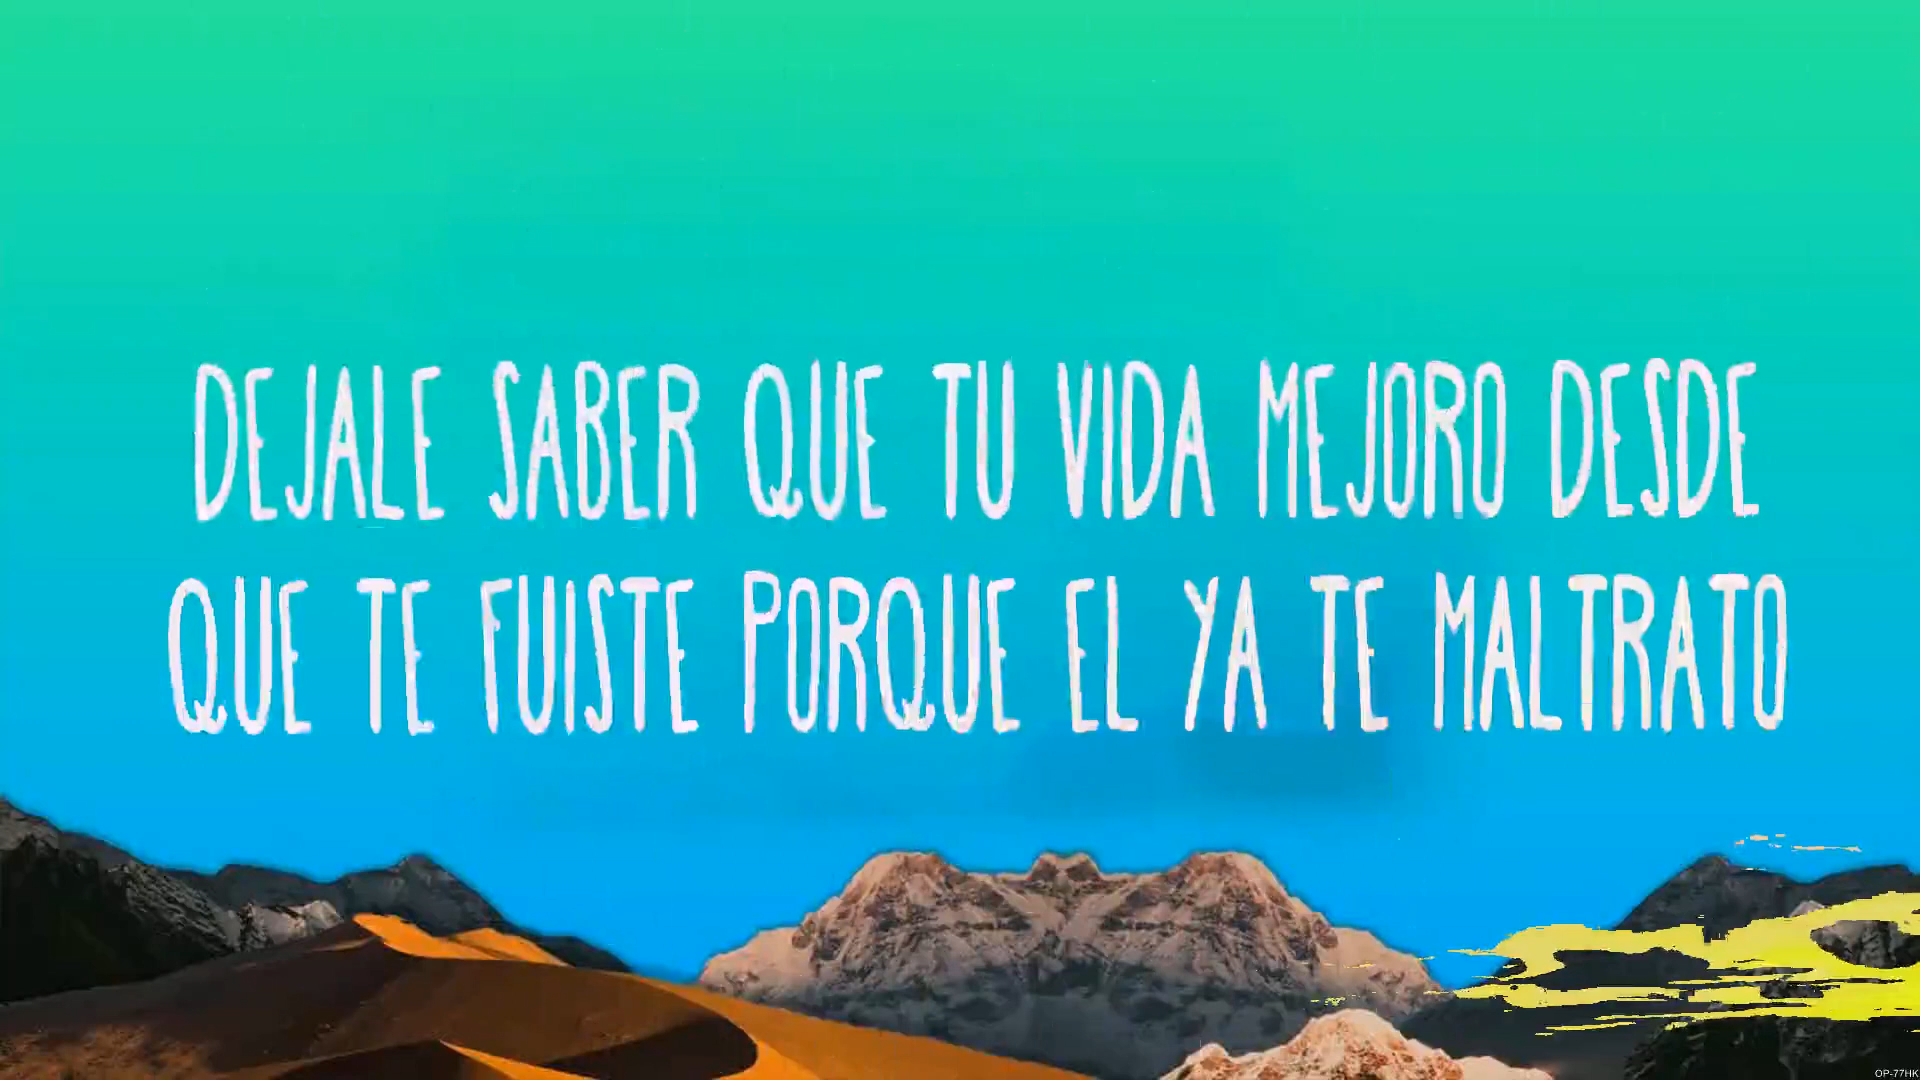 DEJALE SABER QUE TU VIDA MEJORO DESDE
QUE TE FUISTE PORQUE EL YA TE MALTRATO
OP-77HK